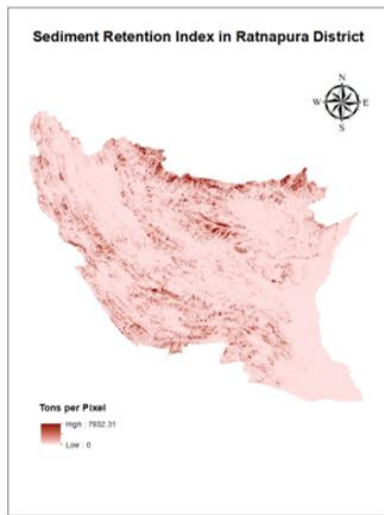 Sediment Retention Index in Ratnapura District
N
W E
S
Tons per Pixel
High : 7932.31
Low : 0